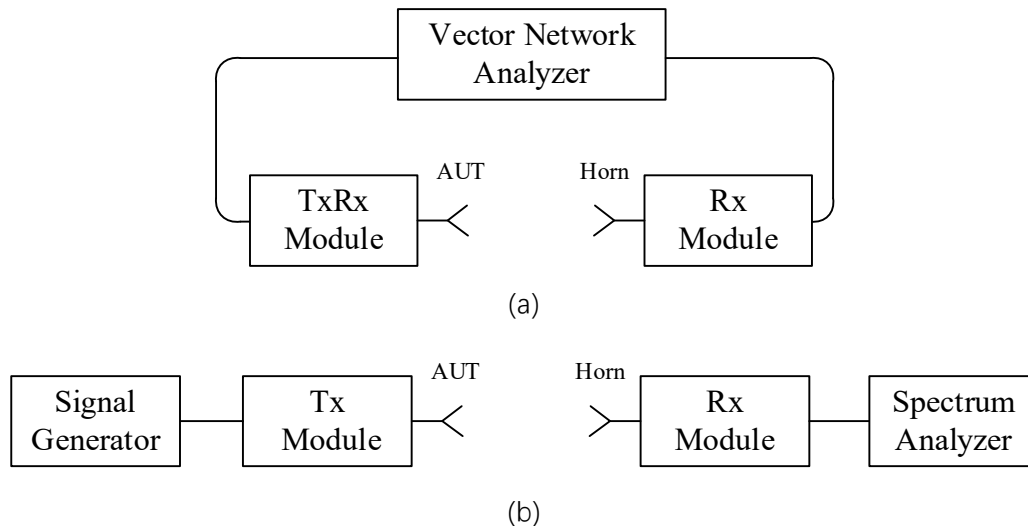 Vector Network
Analyzer
AUT
Horn
TxRx
Module
Rx
Module
(a)
AUT
Horn
Signal
Generator
Tx
Module
Rx
Module
Spectrum
Analyzer
(b)